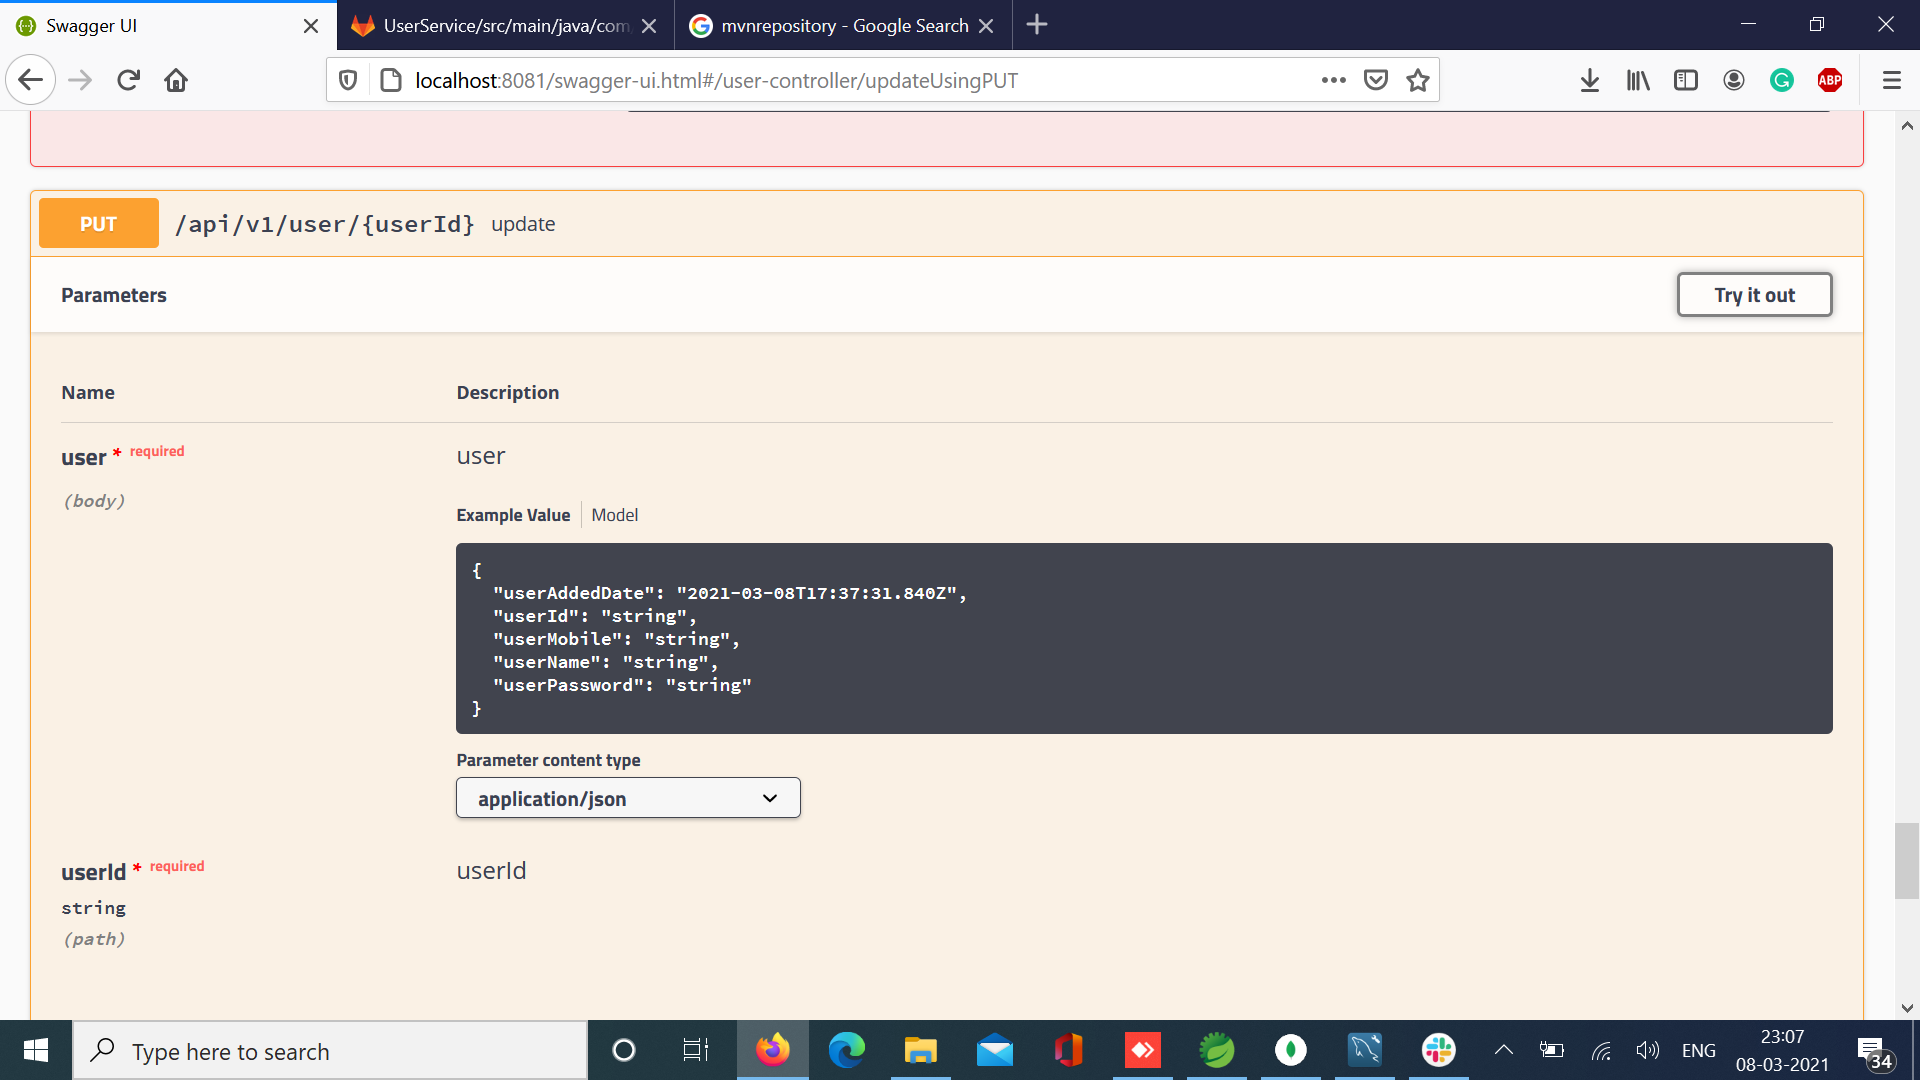 Swagger UI
UserService/src/main/java/com
mvnrepository - Google Search
localhost:8081/swagger-ui.html#/user-controller/updateUsingPUT
ABP
PUT /api/v1/user/{userId} update
Parameters
Try it out
Name Description
user * required user
(body)
Example Value Model
{
"userAddedDate": "2021-03-08T17:37:31.840Z",
"userId": "string",
"userMobile": "string",
"userName": "string",
"userPassword": "string"
}
Parameter content type
application/json
userId * required userId
string
(path)
Type here to search
ENG
23:07
08-03-2021
34